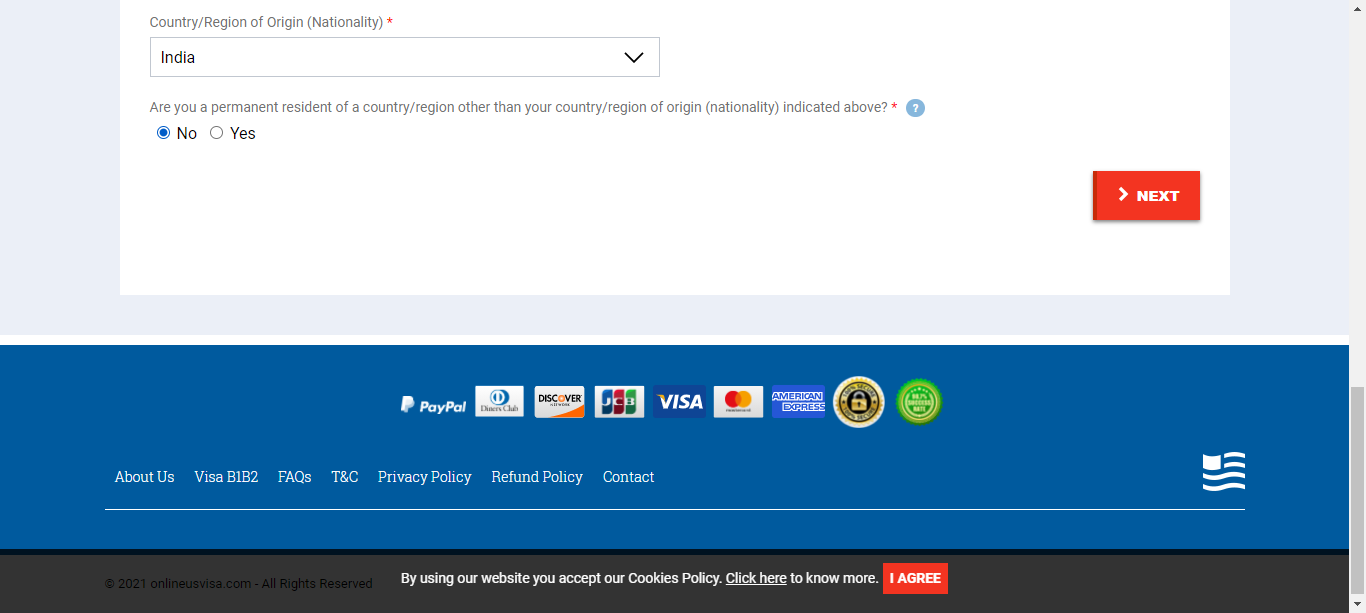 Country/Region of Origin (Nationality) *
India
Are you a permanent resident of a country/region other than your country/region of origin (nationality) indicated above? * ?
No Yes
NEXT
PayPal Diners Club DISCOVER NETWORK JCB VISA mastercard AMERICAN EXPRESS
About Us Visa B1B2 FAQs T&C Privacy Policy Refund Policy Contact
© 2021 onlineusvisa.com - All Rights Reserved
By using our website you accept our Cookies Policy. Click here to know more. I AGREE